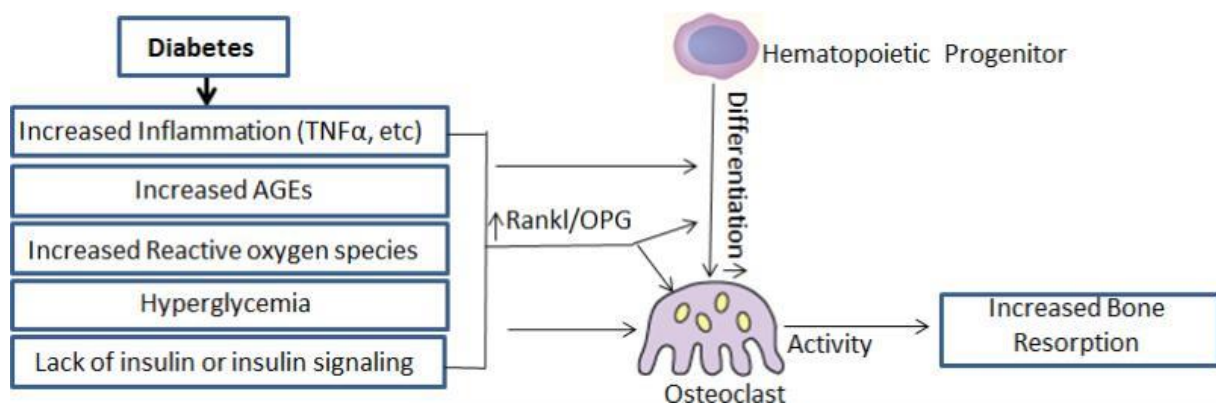 Diabetes
Hematopoietic Progenitor
Increased Inflammation (TNFα, etc)
Increased AGEs
Increased Reactive oxygen species
Hyperglycemia
Lack of insulin or insulin signaling
↑Rankl/OPG
Differentiation→
Activity
Osteoclast
Increased Bone
Resorption